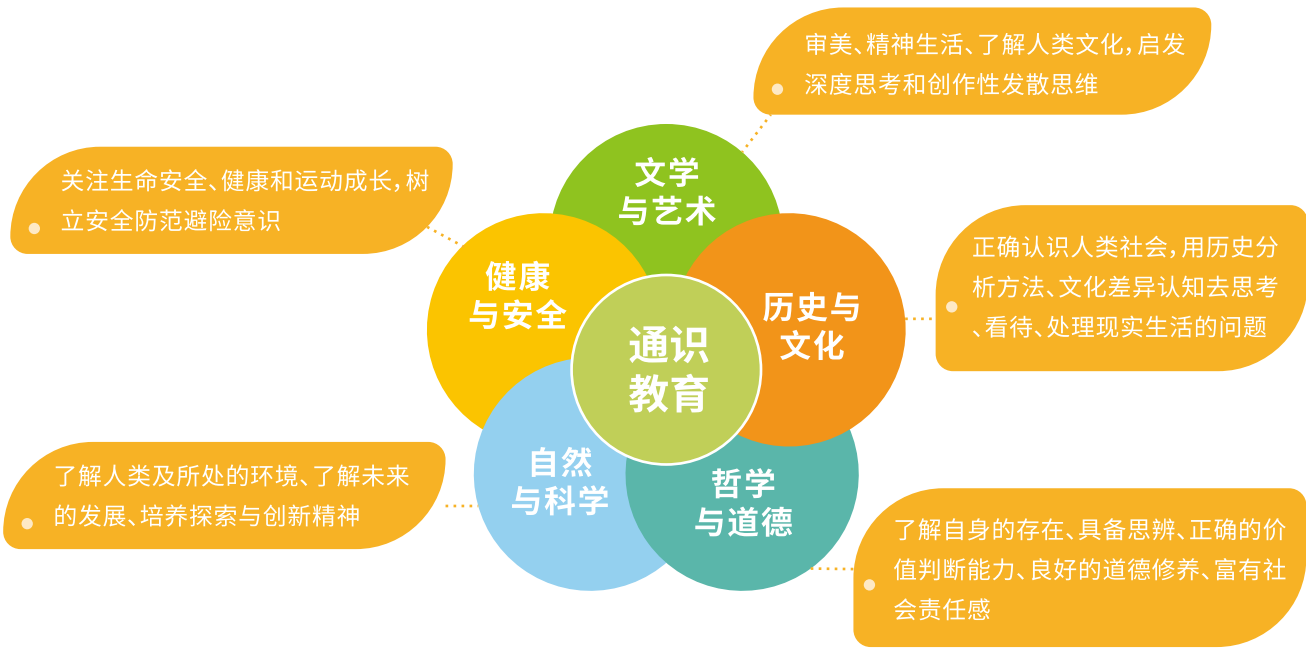 审美、精神生活、了解人类文化，启发
深度思考和创作性发散思维
文学
与艺术
关注生命安全、健康和运动成长，树
立安全防范避险意识
健康
与安全
正确认识人类社会，用历史分
析方法、文化差异认知去思考
、看待、处理现实生活的问题
历史与
文化
通识
教育
了解人类及所处的环境、了解未来
的发展、培养探索与创新精神
自然
与科学
哲学
与道德
了解自身的存在、具备思辨、正确的价
值判断能力、良好的道德修养、富有社
会责任感